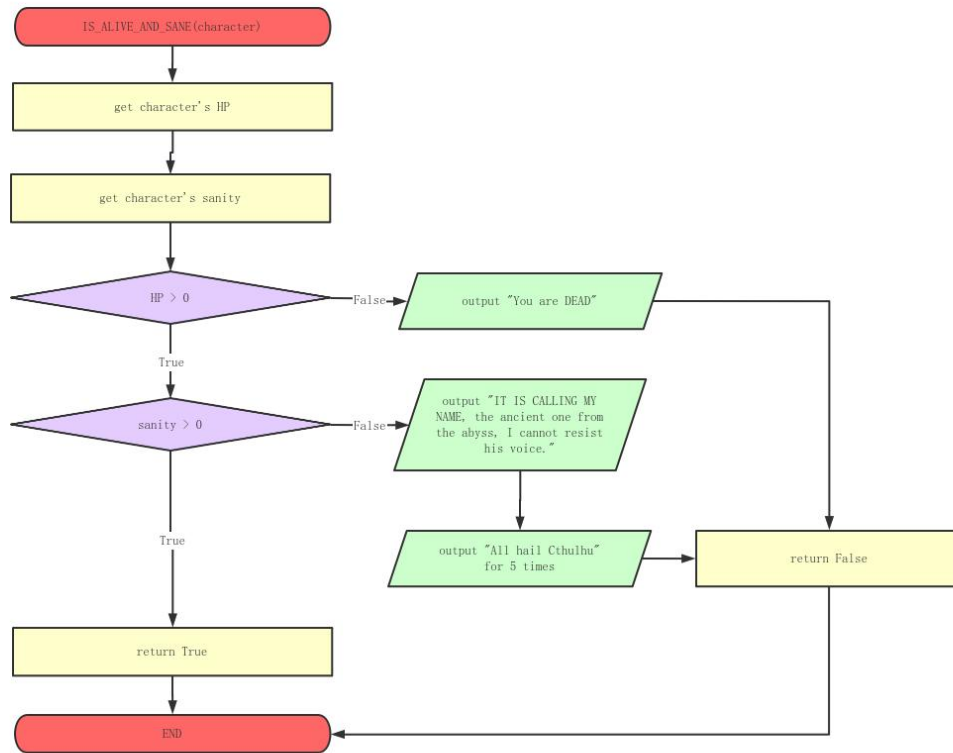 IS_ALIVE_AND_SANE(character)
get character's HP
get character's sanity
HP > 0
False
output "You are DEAD"
True
sanity > 0
False
output "IT IS CALLING MY
NAME, the ancient one from
the abyss, I cannot resist
his voice."
True
output "All hail Cthulhu"
for 5 times
return False
return True
END